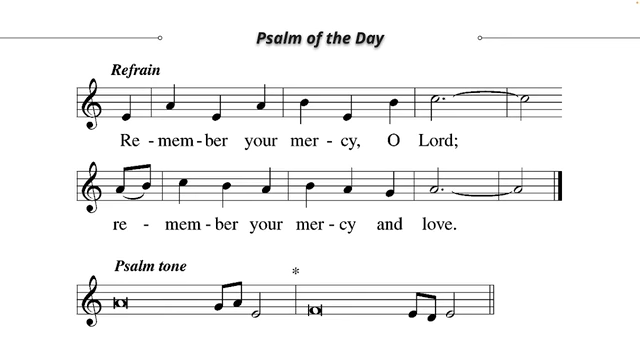 Psalm of the Day
Refrain
Re - mem - ber your mer - cy, O Lord;
re - mem - ber your mer - cy and love.
Psalm tone
*